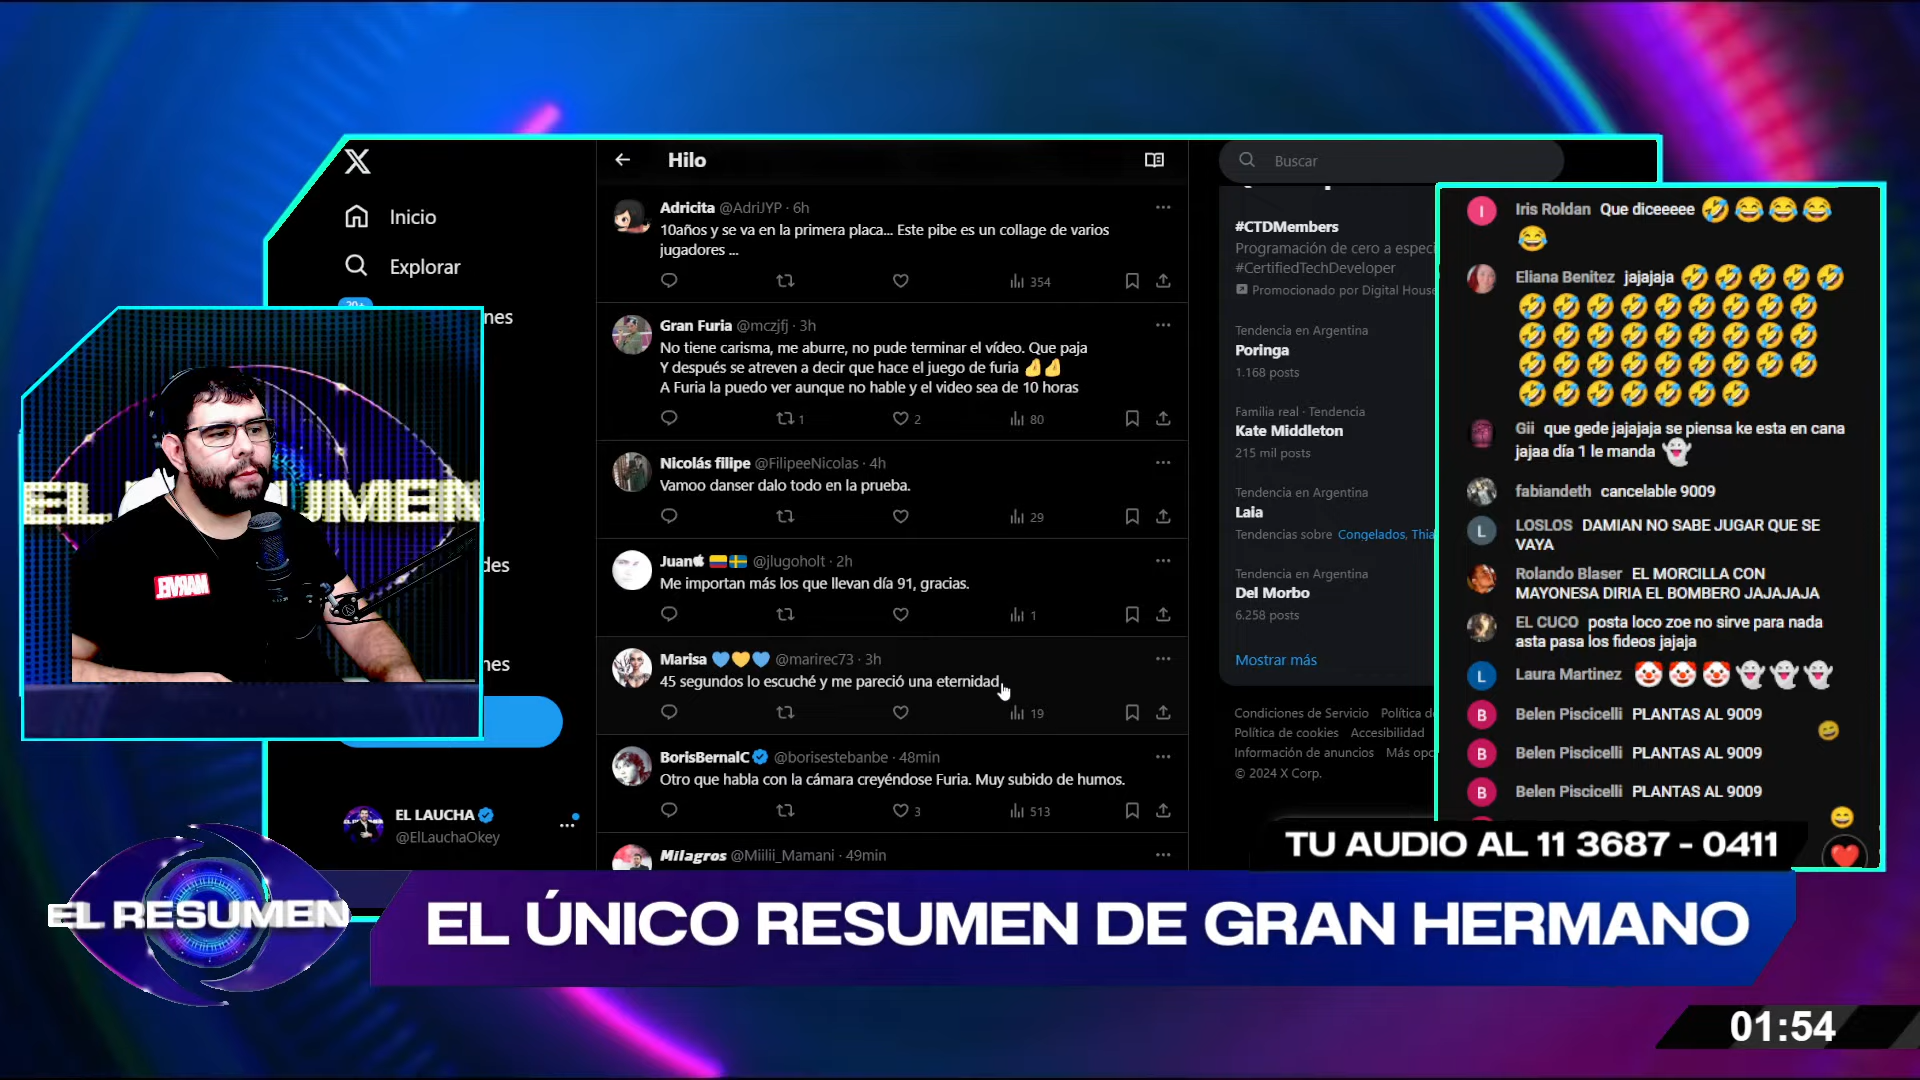 Inicio
Explorar
20+
nes
des
nes
EL LAUCHA
@ElLauchaOkey
Hilo
Adricita @AdriJYP · 6h
10años y se va en la primera placa... Este pibe es un collage de varios
jugadores ...
354
Gran Furia @mczjfj · 3h
No tiene carisma, me aburre, no pude terminar el vídeo. Que paja
Y después se atreven a decir que hace el juego de furia 🤌🤌
A Furia la puedo ver aunque no hable y el video sea de 10 horas
1 2 80
Nicolás filipe @FilipeeNicolas · 4h
Vamoo danser dalo todo en la prueba.
29
Juan 🇨🇴🇸🇪 @jlugoholt · 2h
Me importan más los que llevan día 91, gracias.
1
Marisa 💙💛💙 @marirec73 · 3h
45 segundos lo escuché y me pareció una eternidad
19
BorisBernalC @borisestebanbe · 48min
Otro que habla con la cámara creyéndose Furia. Muy subido de humos.
3 513
Milagros @Miilii_Mamani · 49min
Buscar
#CTDMembers
Programación de cero a especi
#CertifiedTechDeveloper
Promocionado por Digital House
Tendencia en Argentina
Poringa
1.168 posts
Familia real · Tendencia
Kate Middleton
215 mil posts
Tendencia en Argentina
Laia
Tendencias sobre Congelados, Thia
Tendencia en Argentina
Del Morbo
6.258 posts
Mostrar más
Condiciones de Servicio Política d
Política de cookies Accesibilidad
Información de anuncios Más opc
© 2024 X Corp.
I Iris Roldan Que diceeeee 🤣😂😂😂
😂
Eliana Benitez jajajaja 🤣🤣🤣🤣🤣
🤣🤣🤣🤣🤣🤣🤣🤣🤣
🤣🤣🤣🤣🤣🤣🤣🤣🤣
🤣🤣🤣🤣🤣🤣🤣🤣🤣
🤣🤣🤣🤣🤣🤣🤣
Gii que gede jajajaja se piensa ke esta en cana
jajaa día 1 le manda 👻
fabiandeth cancelable 9009
L LOSLOS DAMIAN NO SABE JUGAR QUE SE
VAYA
Rolando Blaser EL MORCILLA CON
MAYONESA DIRIA EL BOMBERO JAJAJAJA
EL CUCO posta loco zoe no sirve para nada
asta pasa los fideos jajaja
L Laura Martinez 🤡🤡🤡👻👻👻
B Belen Piscicelli PLANTAS AL 9009
B Belen Piscicelli PLANTAS AL 9009
B Belen Piscicelli PLANTAS AL 9009
EL RESUMEN
MARVEL
TU AUDIO AL 11 3687 - 0411
EL RESUMEN
EL ÚNICO RESUMEN DE GRAN HERMANO
01:54